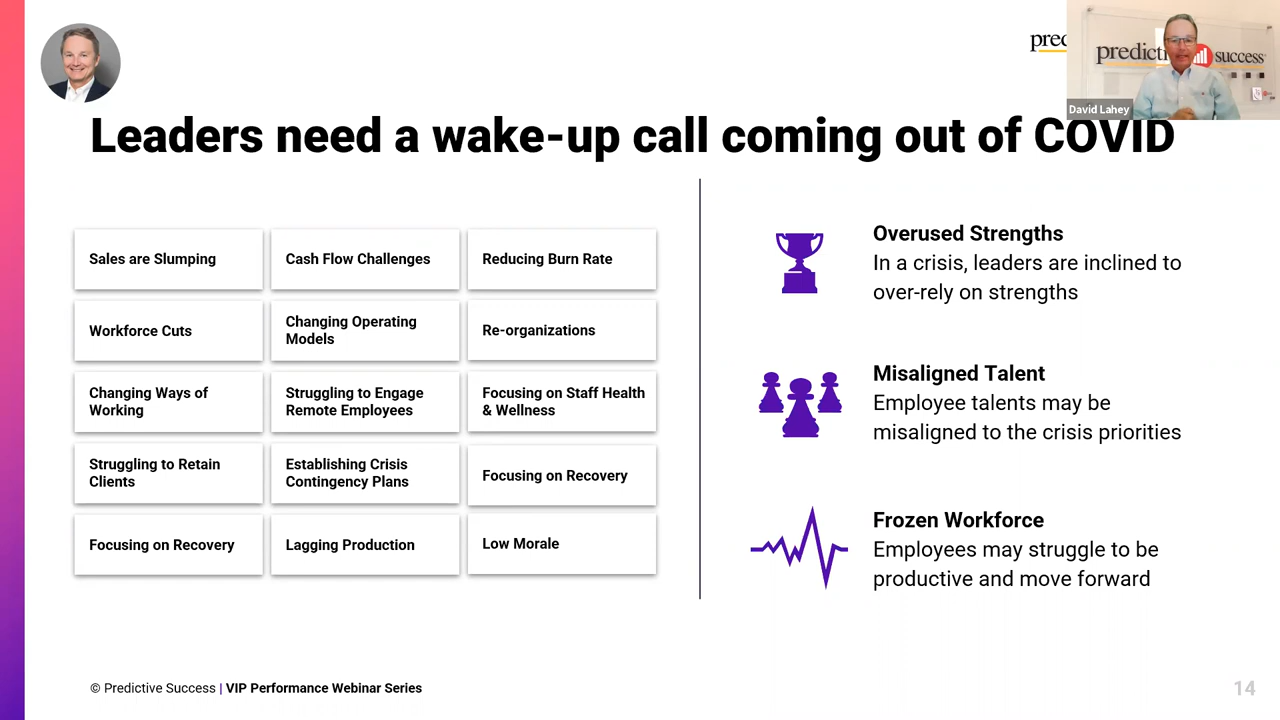 prec
predicti success
David Lahey
Leaders need a wake-up call coming out of COVID
Sales are Slumping
Cash Flow Challenges
Reducing Burn Rate
Workforce Cuts
Changing Operating
Models
Re-organizations
Changing Ways of
Working
Struggling to Engage
Remote Employees
Focusing on Staff Health
& Wellness
Struggling to Retain
Clients
Establishing Crisis
Contingency Plans
Focusing on Recovery
Focusing on Recovery
Lagging Production
Low Morale
Overused Strengths
In a crisis, leaders are inclined to
over-rely on strengths
Misaligned Talent
Employee talents may be
misaligned to the crisis priorities
Frozen Workforce
Employees may struggle to be
productive and move forward
© Predictive Success | VIP Performance Webinar Series
14